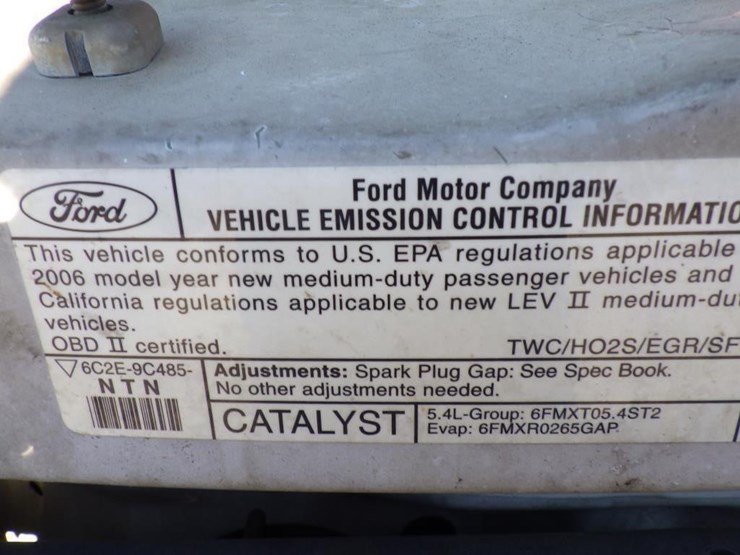 Ford
Ford Motor Company
VEHICLE EMISSION CONTROL INFORMATIO
This vehicle conforms to U.S. EPA regulations applicable
2006 model year new medium-duty passenger vehicles and
California regulations applicable to new LEV II medium-du
vehicles.
OBD II certified.
TWC/HO2S/EGR/SF
6C2E-9C485-
NTN
Adjustments: Spark Plug Gap: See Spec Book.
No other adjustments needed.
CATALYST
5.4L-Group: 6FMXT05.4ST2
Evap: 6FMXR0265GAP